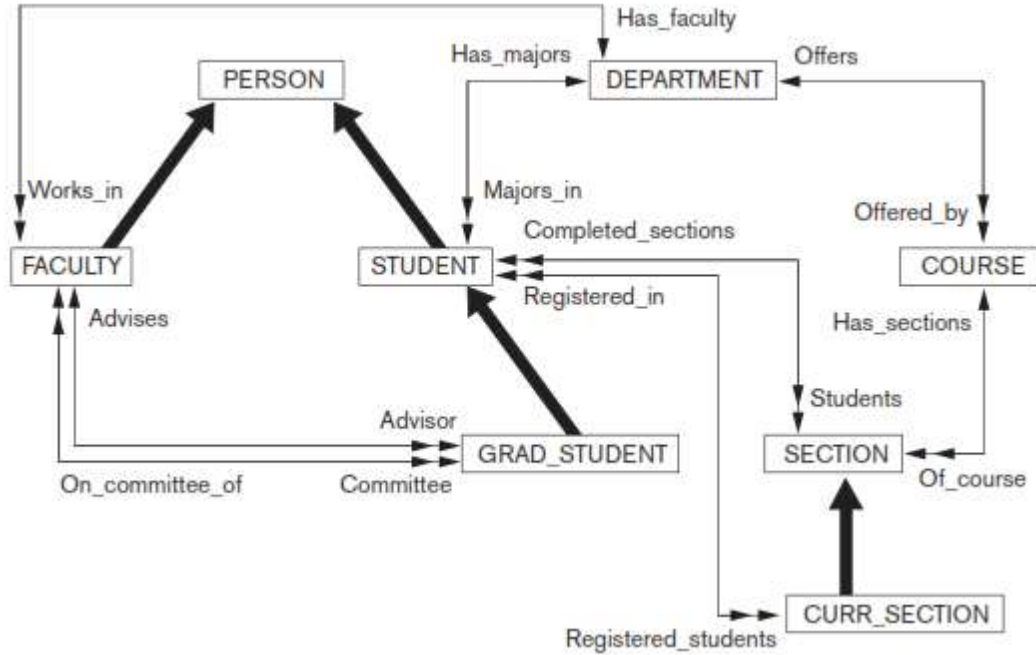 Has_faculty
Has_majors
Offers
PERSON
DEPARTMENT
Works_in
Majors_in
Completed_sections
Offered_by
FACULTY
STUDENT
COURSE
Registered_in
Advises
Has_sections
Students
Advisor
GRAD_STUDENT
SECTION
On_committee_of
Committee
Of_course
CURR_SECTION
Registered_students